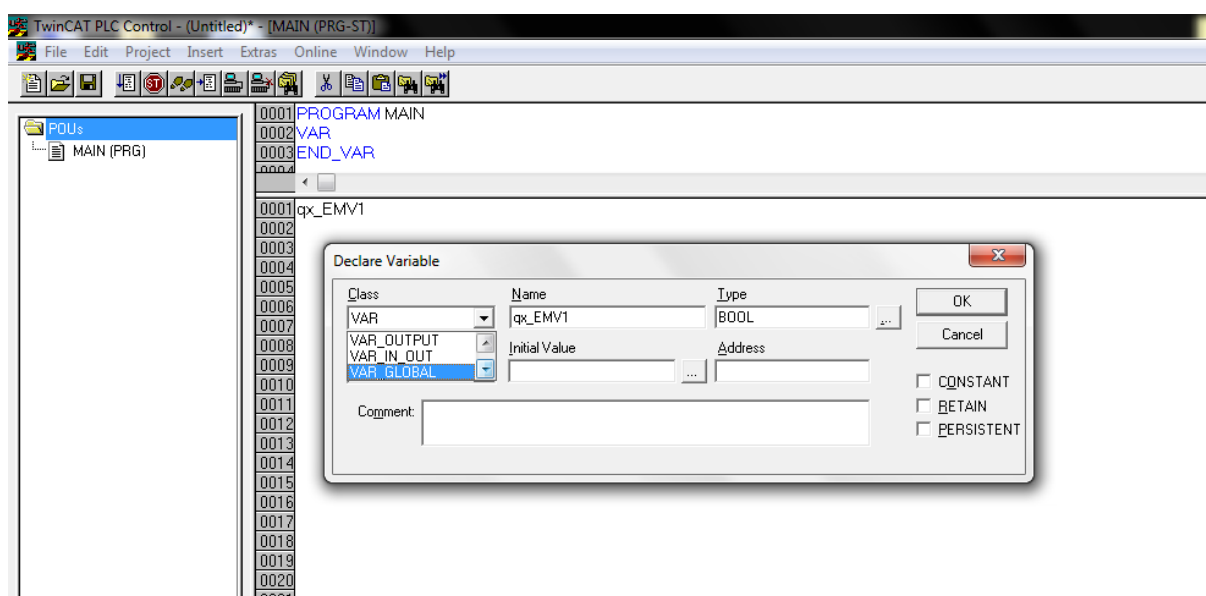 TwinCAT PLC Control - (Untitled)* - [MAIN (PRG-ST)]
File Edit Project Insert Extras Online Window Help
POUs
MAIN (PRG)
0001 PROGRAM MAIN
0002 VAR
0003 END_VAR
0004
0001 qx_EMV1
0002
0003
0004
0005
0006
0007
0008
0009
0010
0011
0012
0013
0014
0015
0016
0017
0018
0019
0020
Declare Variable
Class Name Type
VAR qx_EMV1 BOOL ... OK
VAR_OUTPUT
VAR_IN_OUT
VAR_GLOBAL
Initial Value Address Cancel
...
CONSTANT
RETAIN
PERSISTENT
Comment: